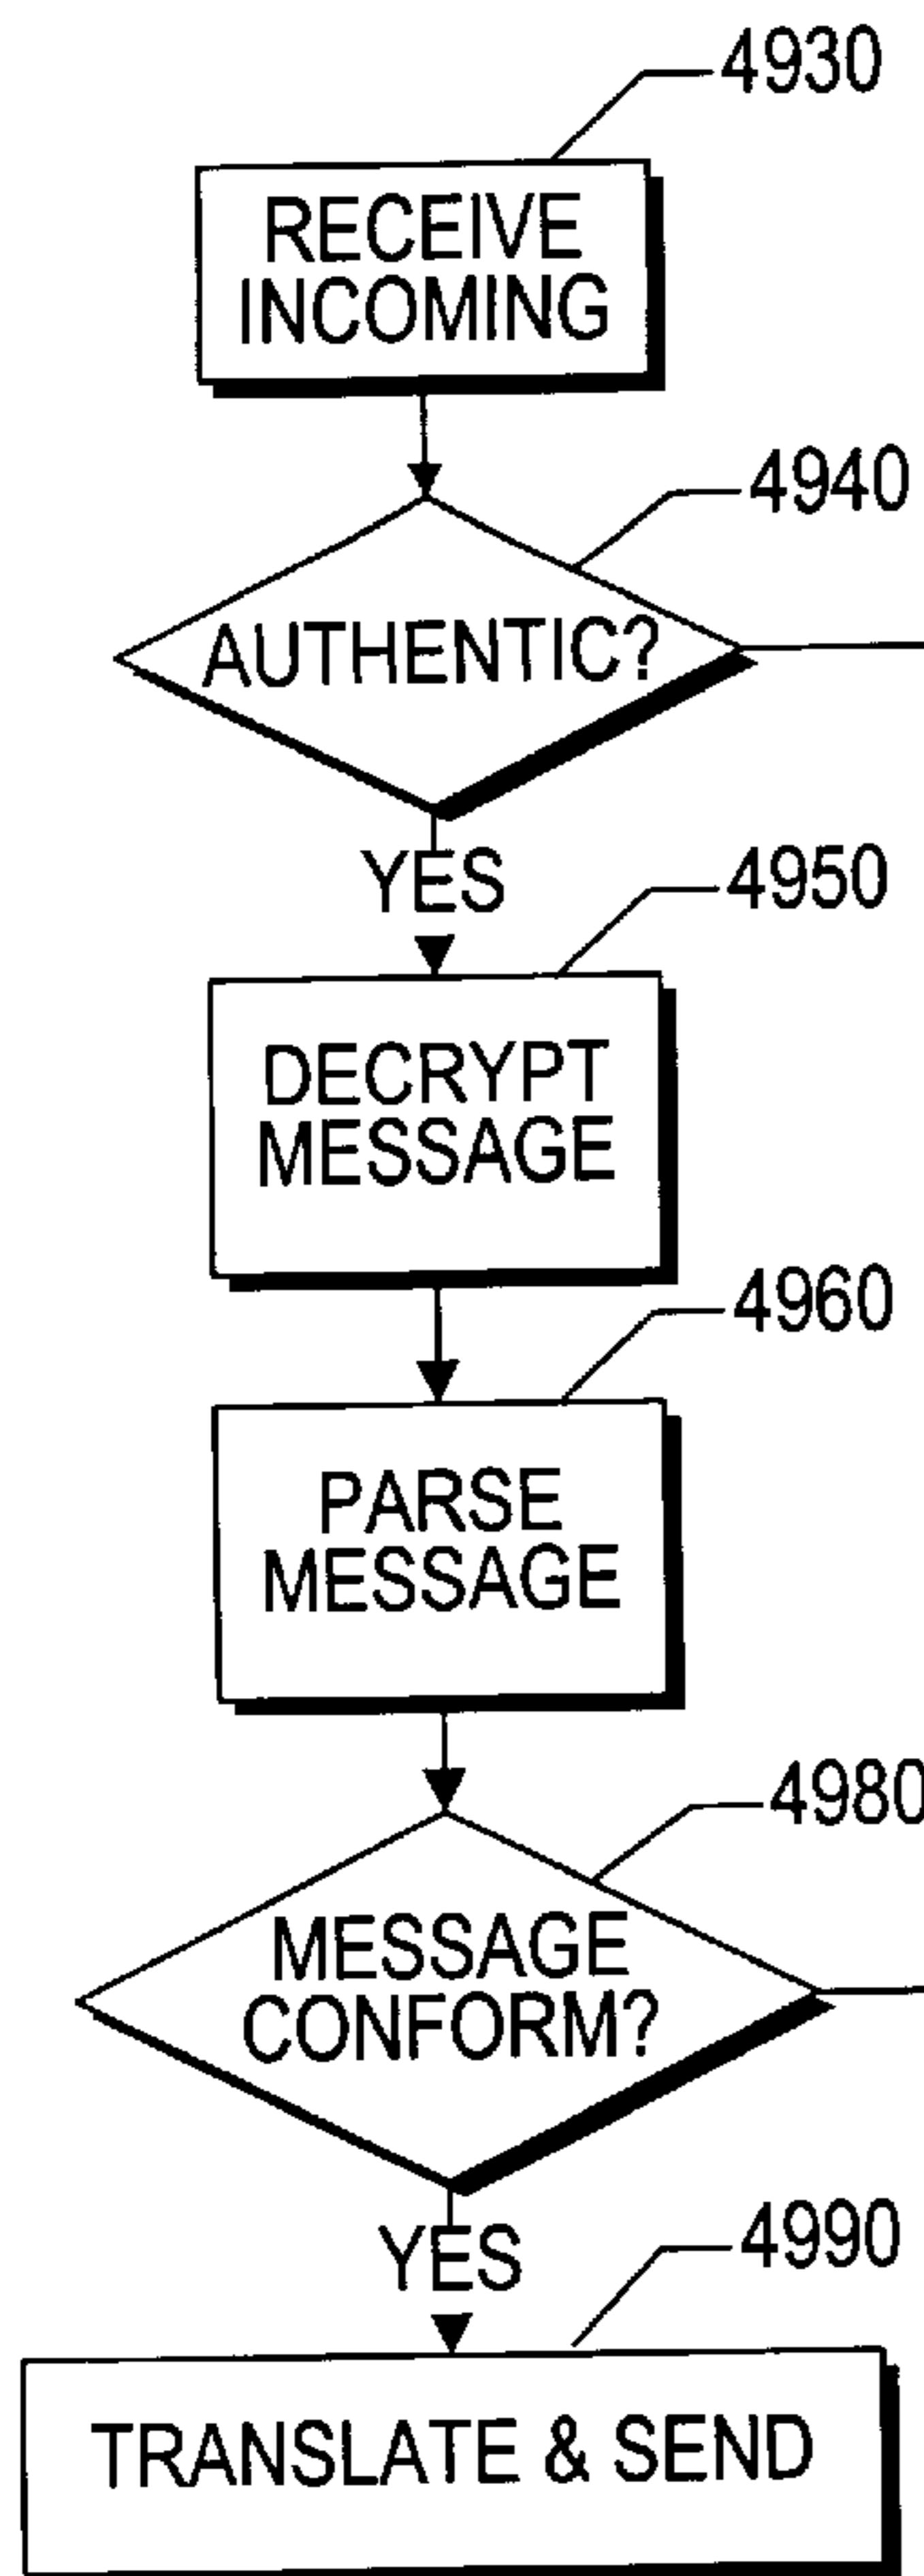 4930
RECEIVE
INCOMING
4940
AUTHENTIC?
YES
4950
DECRYPT
MESSAGE
4960
PARSE
MESSAGE
4980
MESSAGE
CONFORM?
YES
4990
TRANSLATE & SEND